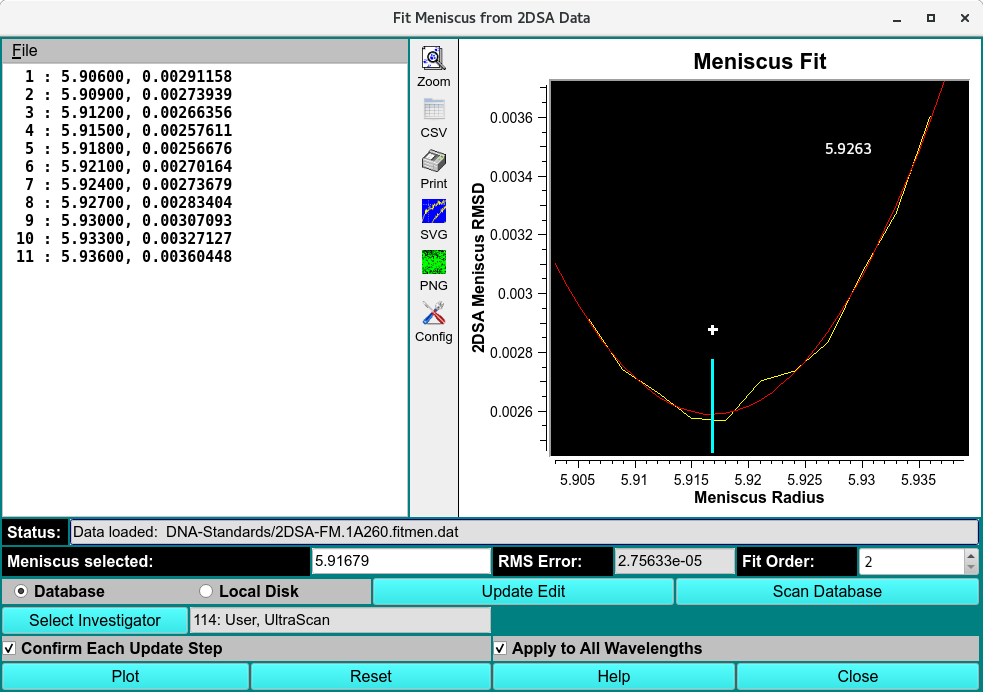 Fit Meniscus from 2DSA Data
File
1 : 5.90600, 0.00291158
2 : 5.90900, 0.00273939
3 : 5.91200, 0.00266356
4 : 5.91500, 0.00257611
5 : 5.91800, 0.00256676
6 : 5.92100, 0.00270164
7 : 5.92400, 0.00273679
8 : 5.92700, 0.00283404
9 : 5.93000, 0.00307093
10 : 5.93300, 0.00327127
11 : 5.93600, 0.00360448
Zoom
CSV
Print
SVG
PNG
Config
Meniscus Fit
2DSA Meniscus RMSD
0.0036
0.0034
0.0032
0.003
0.0028
0.0026
5.9263
5.905 5.91 5.915 5.92 5.925 5.93 5.935
Meniscus Radius
Status: Data loaded: DNA-Standards/2DSA-FM.1A260.fitmen.dat
Meniscus selected: 5.91679 RMS Error: 2.75633e-05 Fit Order: 2
Database Local Disk Update Edit Scan Database
Select Investigator 114: User, UltraScan
Confirm Each Update Step Apply to All Wavelengths
Plot Reset Help Close